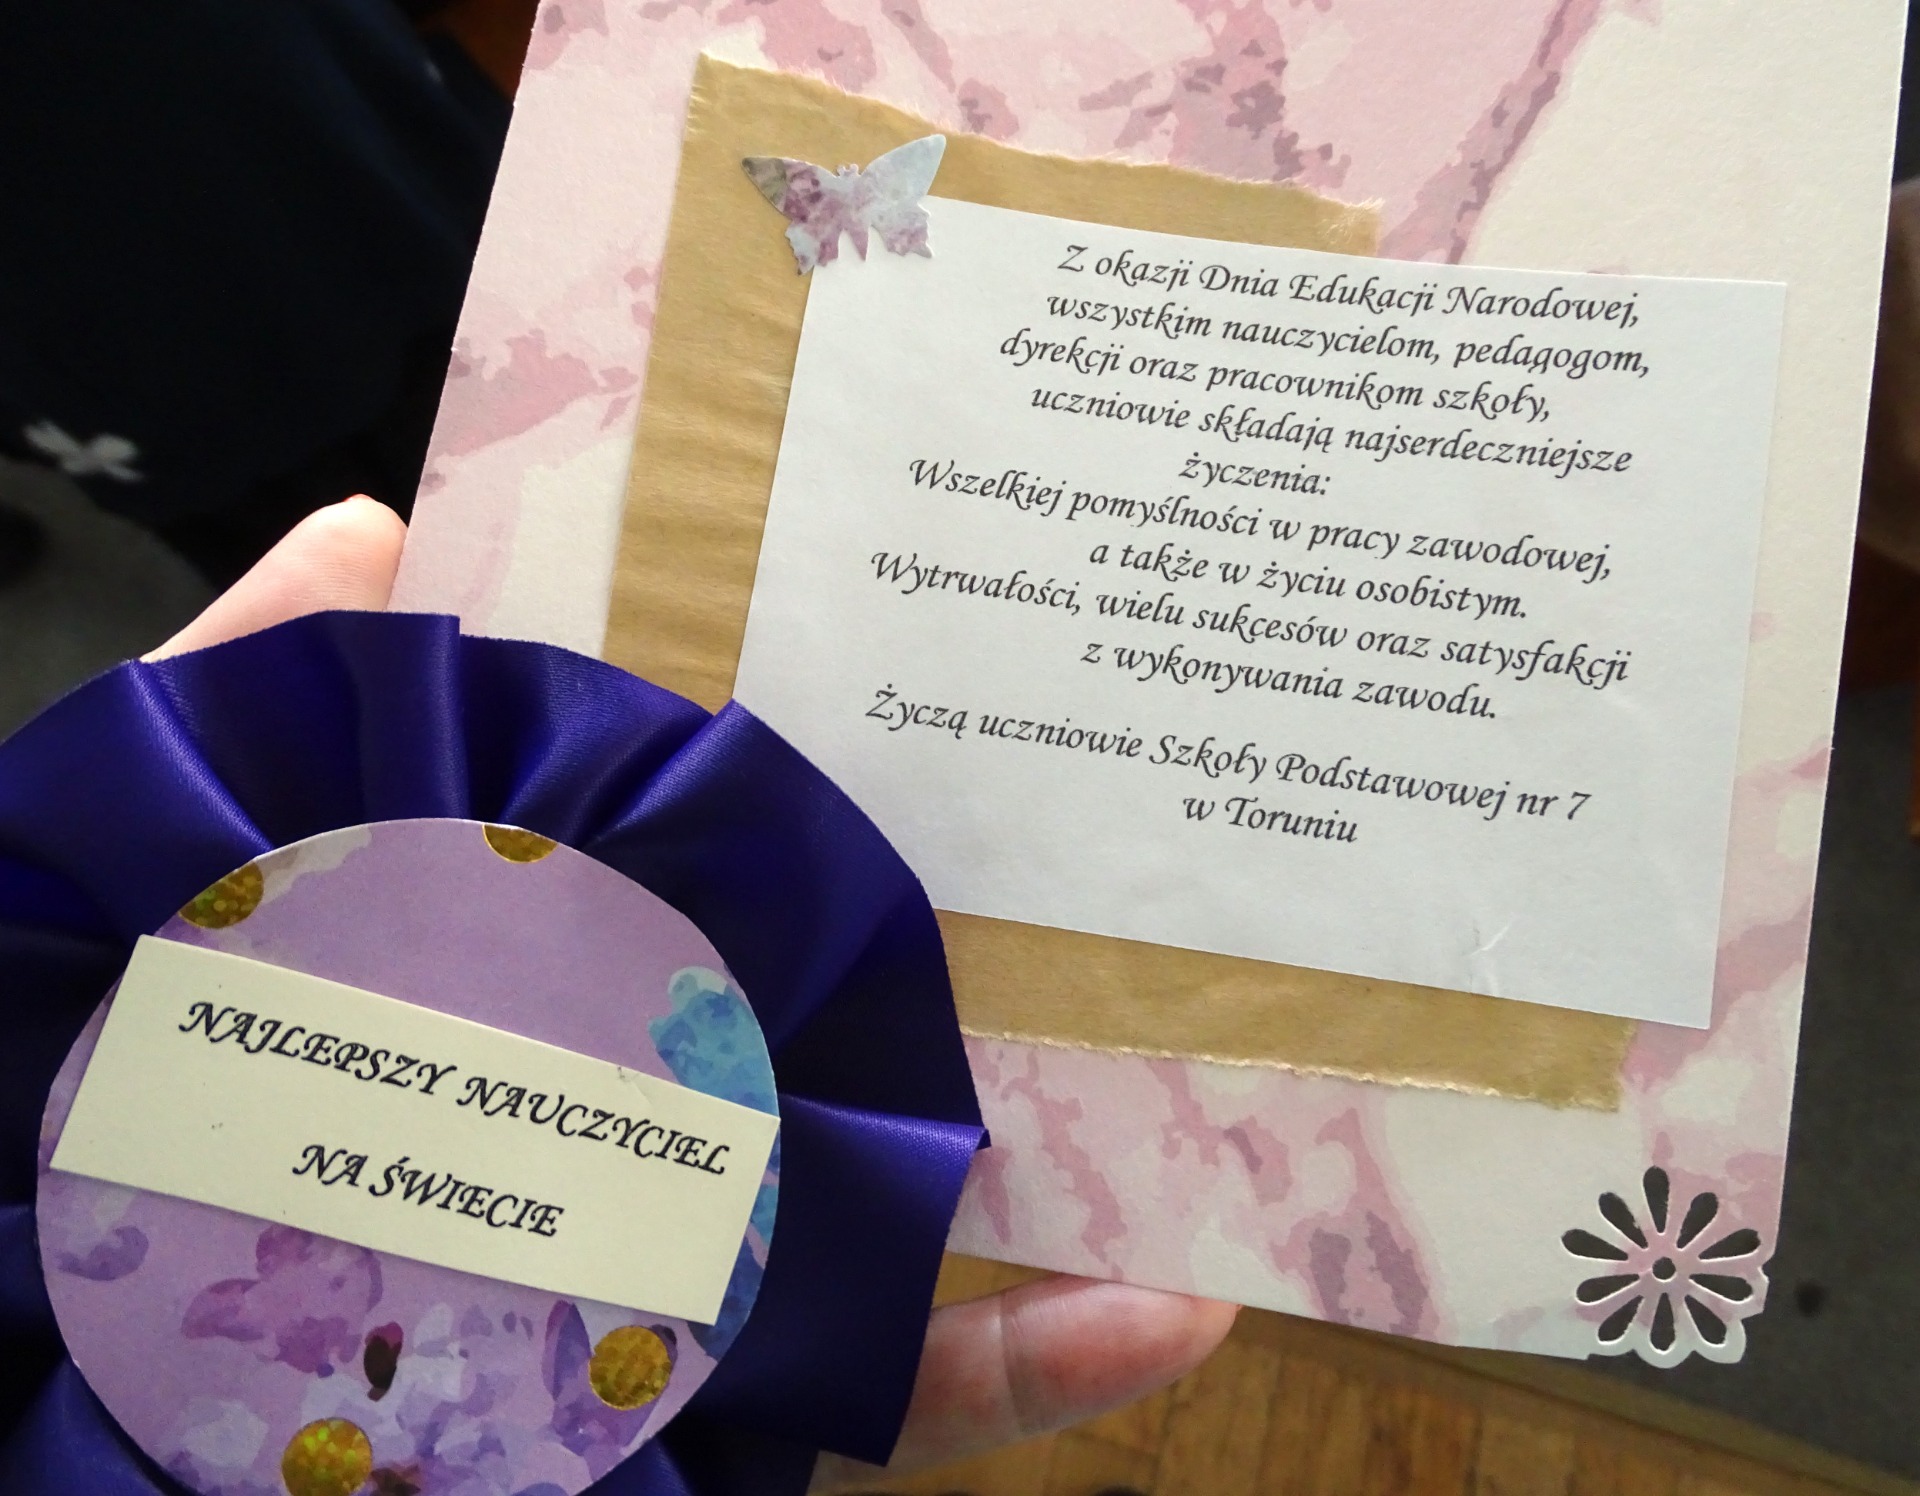 Z okazji Dnia Edukacji Narodowej,
wszystkim nauczycielom, pedagogom,
dyrekcji oraz pracownikom szkoły,
uczniowie składają najserdeczniejsze
życzenia:
Wszelkiej pomyślności w pracy zawodowej,
a także w życiu osobistym.
Wytrwałości, wielu sukcesów oraz satysfakcji
z wykonywania zawodu.
Życzą uczniowie Szkoły Podstawowej nr 7
w Toruniu
NAJLEPSZY NAUCZYCIEL
NA ŚWIECIE